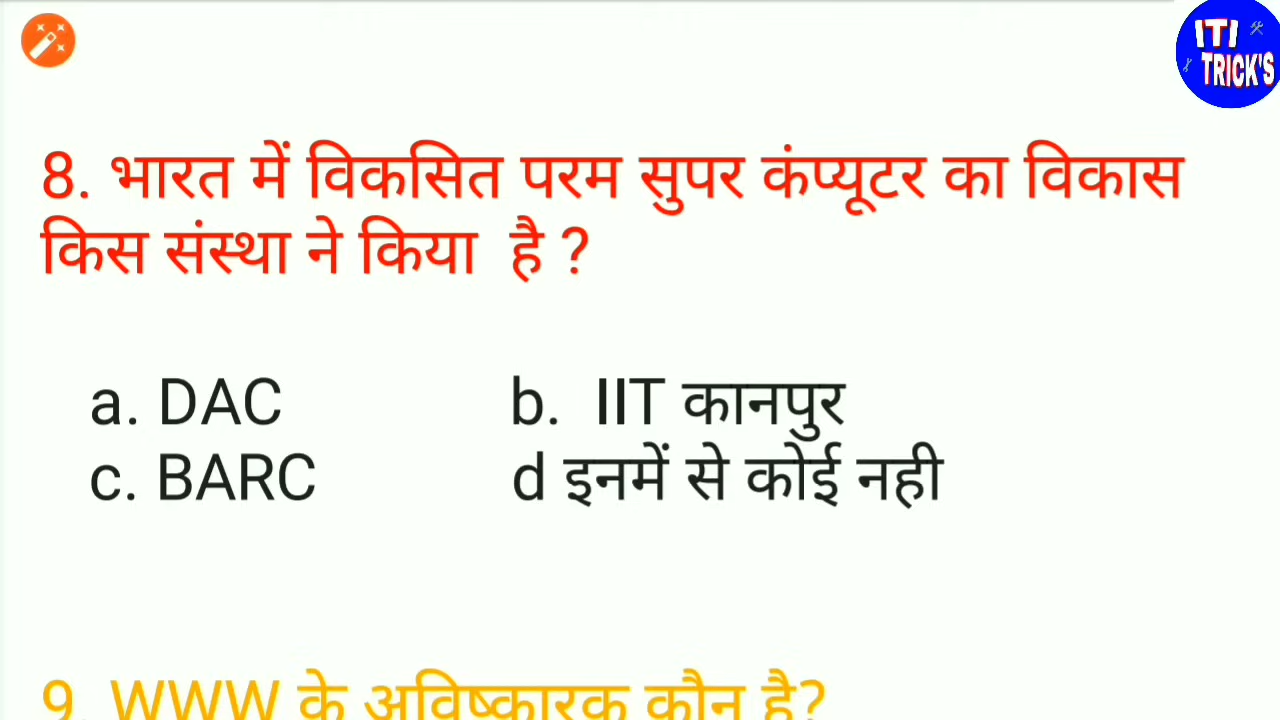 ITI
TRICK'S
8. भारत में विकसित परम सुपर कंप्यूटर का विकास
किस संस्था ने किया है ?
a. DAC b. IIT कानपुर
c. BARC d इनमें से कोई नही
9. WWW के अविष्कारक कौन है?